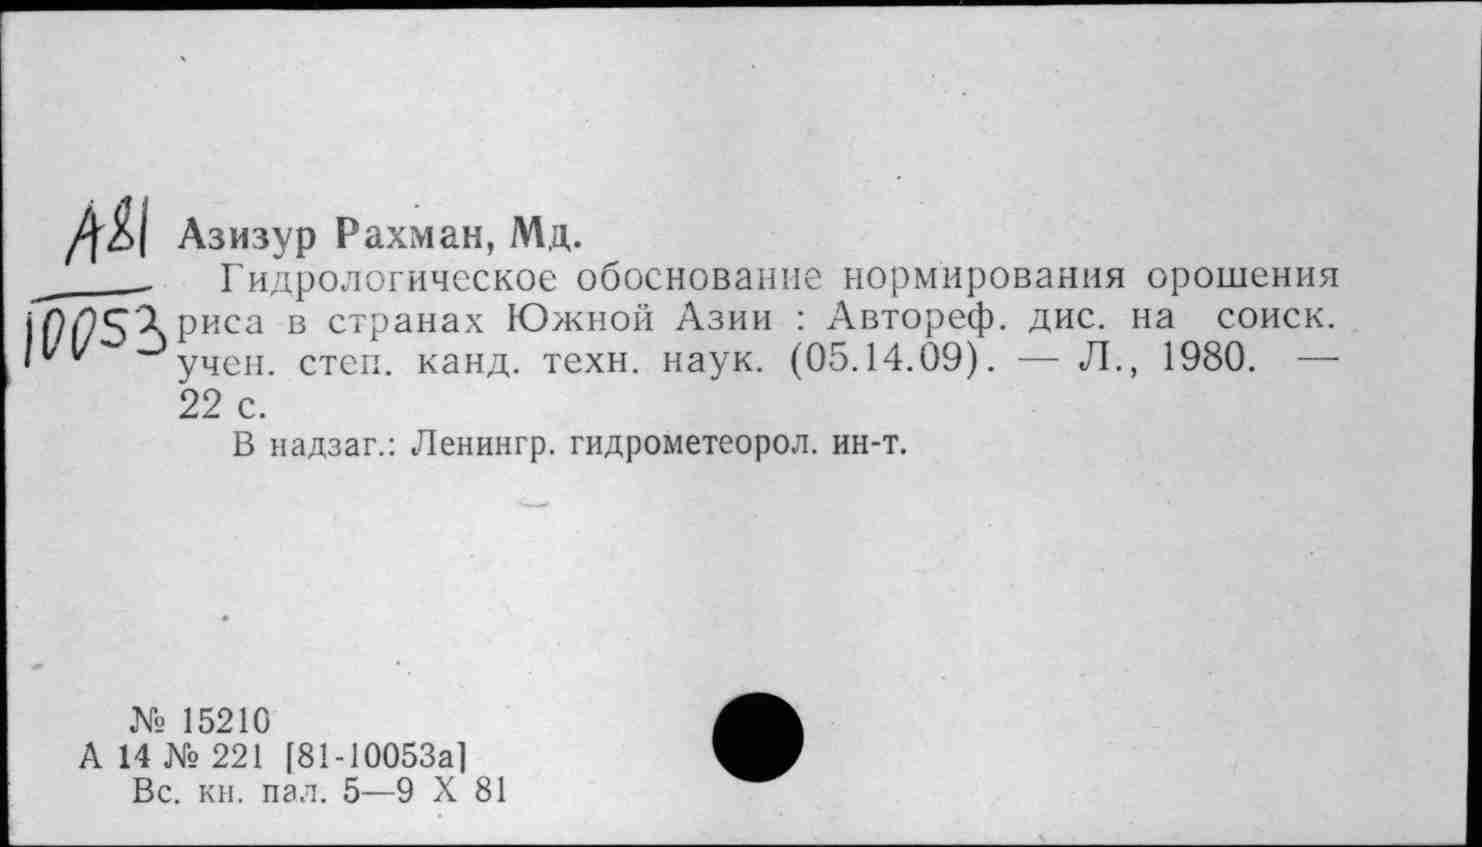 А81 Азизур Рахман, Мд.
Гидрологическое обоснование нормирования орошения
10053 риса в странах Южной Азии : Автореф. дис. на соиск.
учен. степ. канд. техн. наук. (05.14.09). — Л., 1980. —
22 с.
В надзаг.: Ленингр. гидрометеорол. ин-т.
№ 15210
А 14 № 221 [81-10053а]
Вс. кн. пал. 5—9 X 81